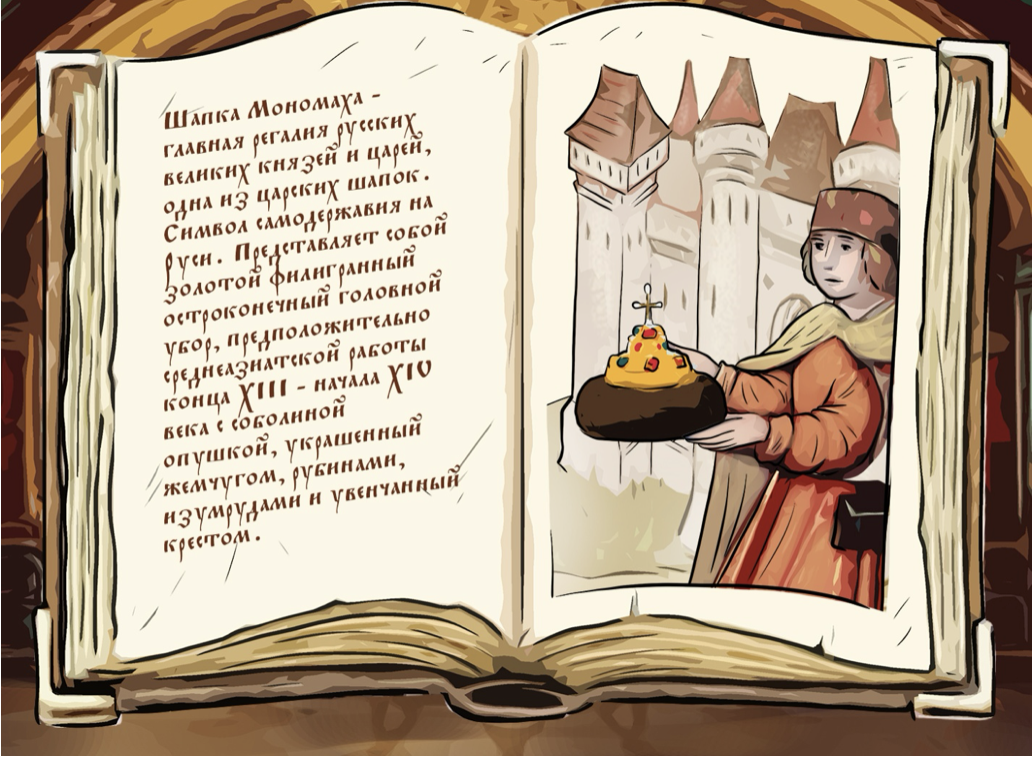 Шапка Мономаха -
главная регалия русских
великих князей и царей,
одна из царских шапок.
Символ самодержавия на
Руси. Представляет собой
золотой филигранный
остроконечный головной
убор, предположительно
среднеазиатской работы
конца XIII - начала XIV
века с соболиной
опушкой, украшенный
жемчугом, рубинами,
изумрудами и увенчанный
крестом.